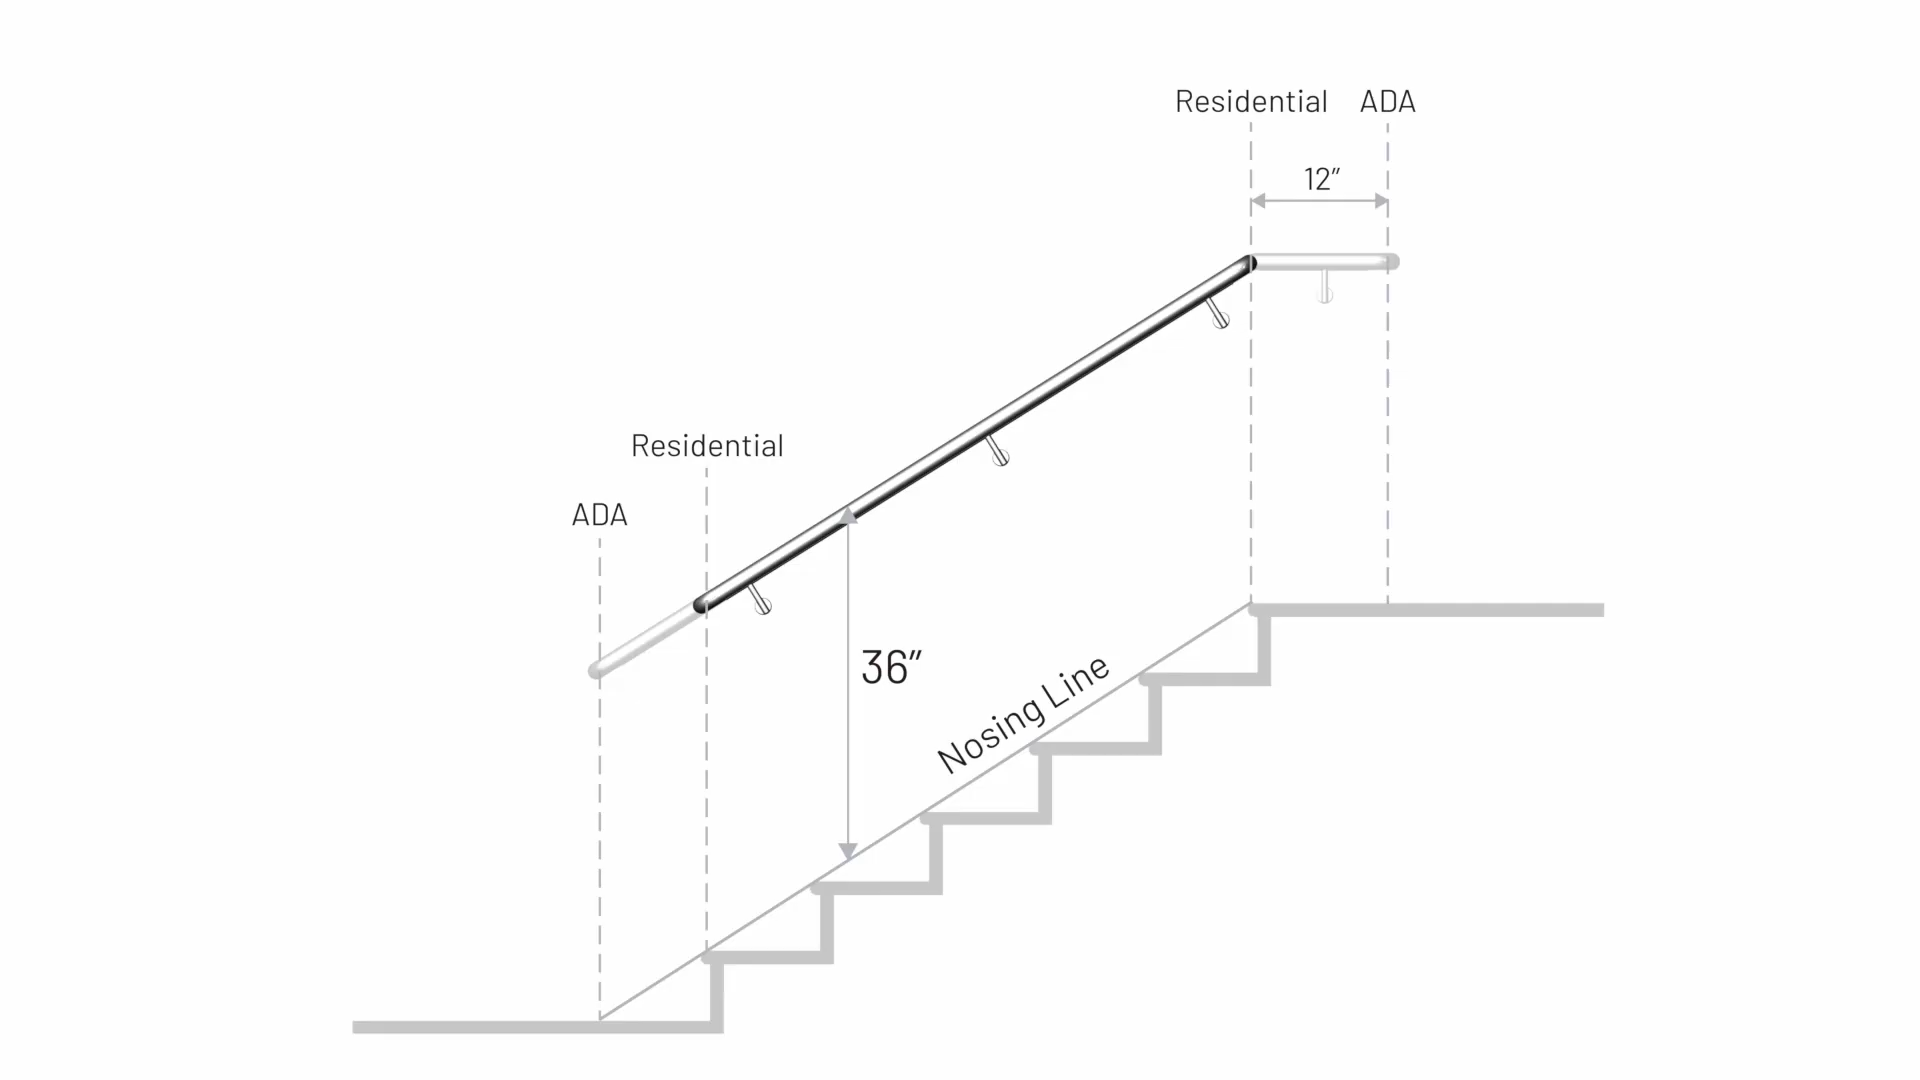 Residential ADA
12″
Residential
ADA
36″
Nosing Line